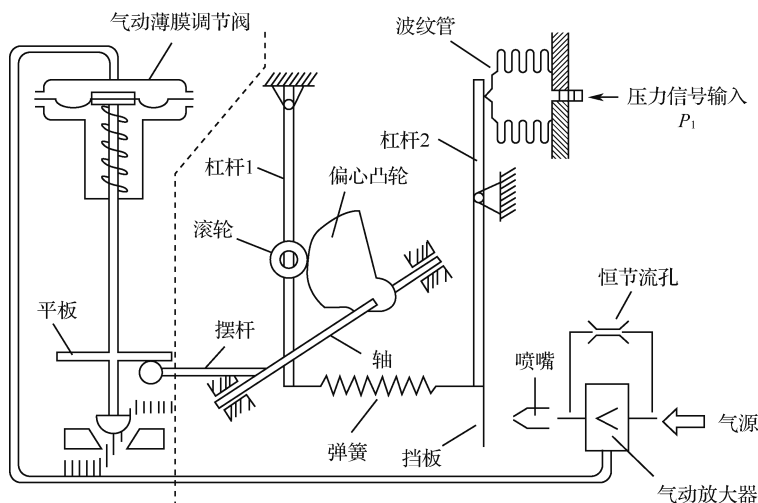 气动薄膜调节阀
波纹管
压力信号输入
P1
杠杆1
杠杆2
偏心凸轮
滚轮
恒节流孔
平板
摆杆
轴
喷嘴
气源
弹簧
挡板
气动放大器